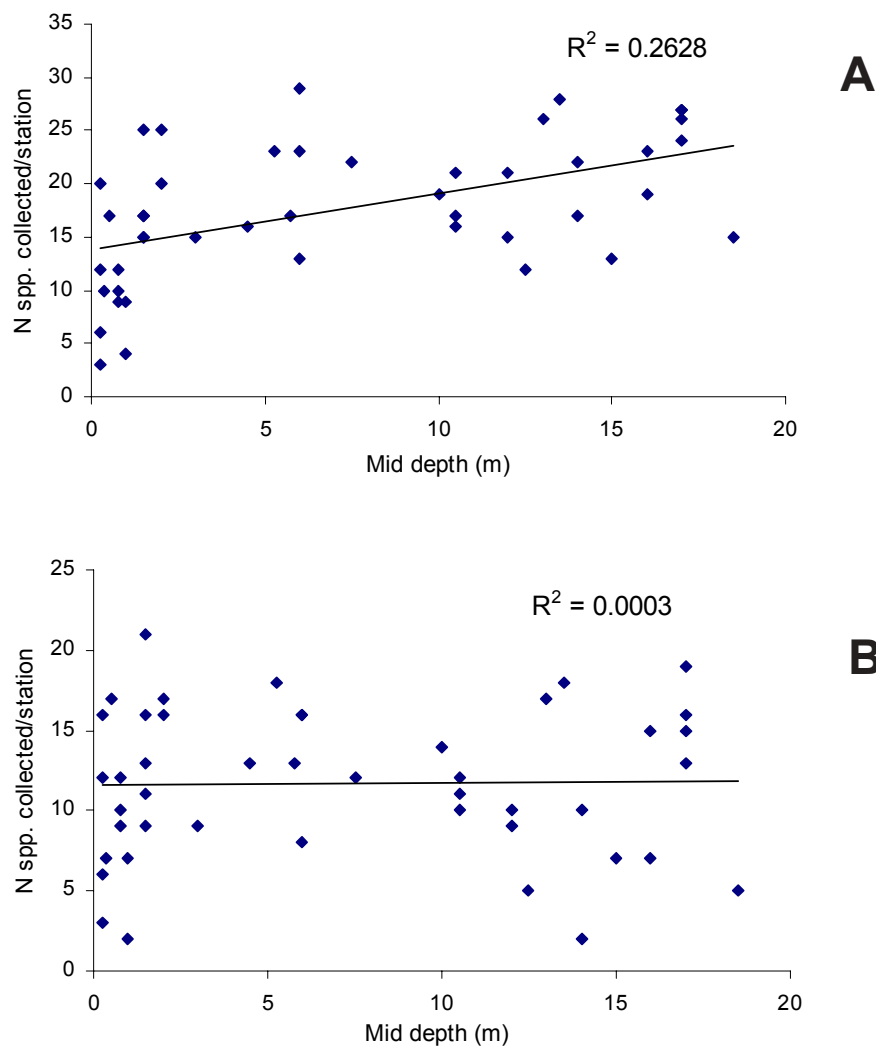 35
30
25
20
15
10
5
0
N spp. collected/station
R² = 0.2628
A
0 5 10 15 20
Mid depth (m)
25
20
15
10
5
0
N spp. collected/station
R² = 0.0003
B
0 5 10 15 20
Mid depth (m)